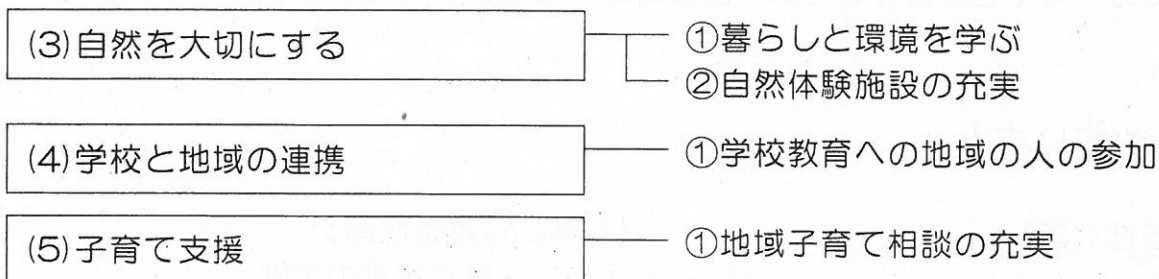 (3)自然を大切にする
①暮らしと環境を学ぶ
②自然体験施設の充実
(4)学校と地域の連携
①学校教育への地域の人の参加
(5)子育て支援
①地域子育て相談の充実